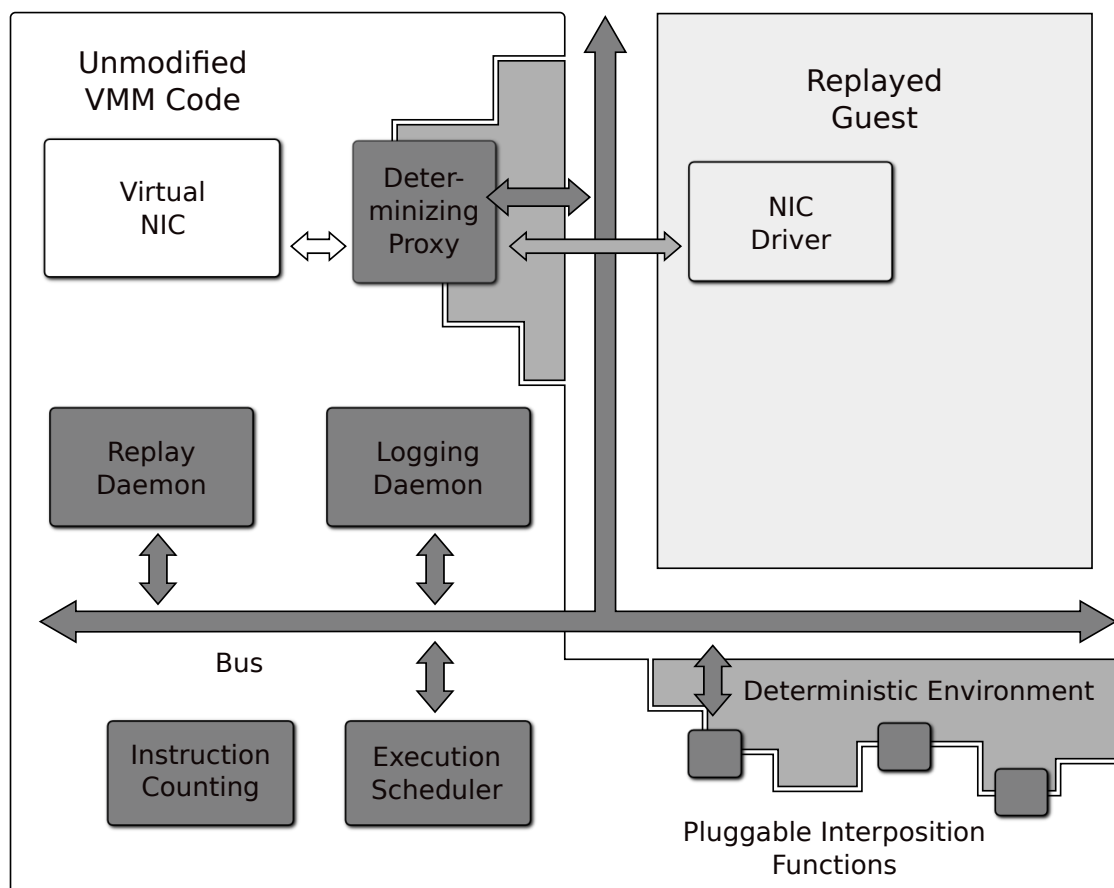 Unmodified
VMM Code
Replayed
Guest
Virtual
NIC
Deter-
minizing
Proxy
NIC
Driver
Replay
Daemon
Logging
Daemon
Bus
Deterministic Environment
Instruction
Counting
Execution
Scheduler
Pluggable Interposition
Functions